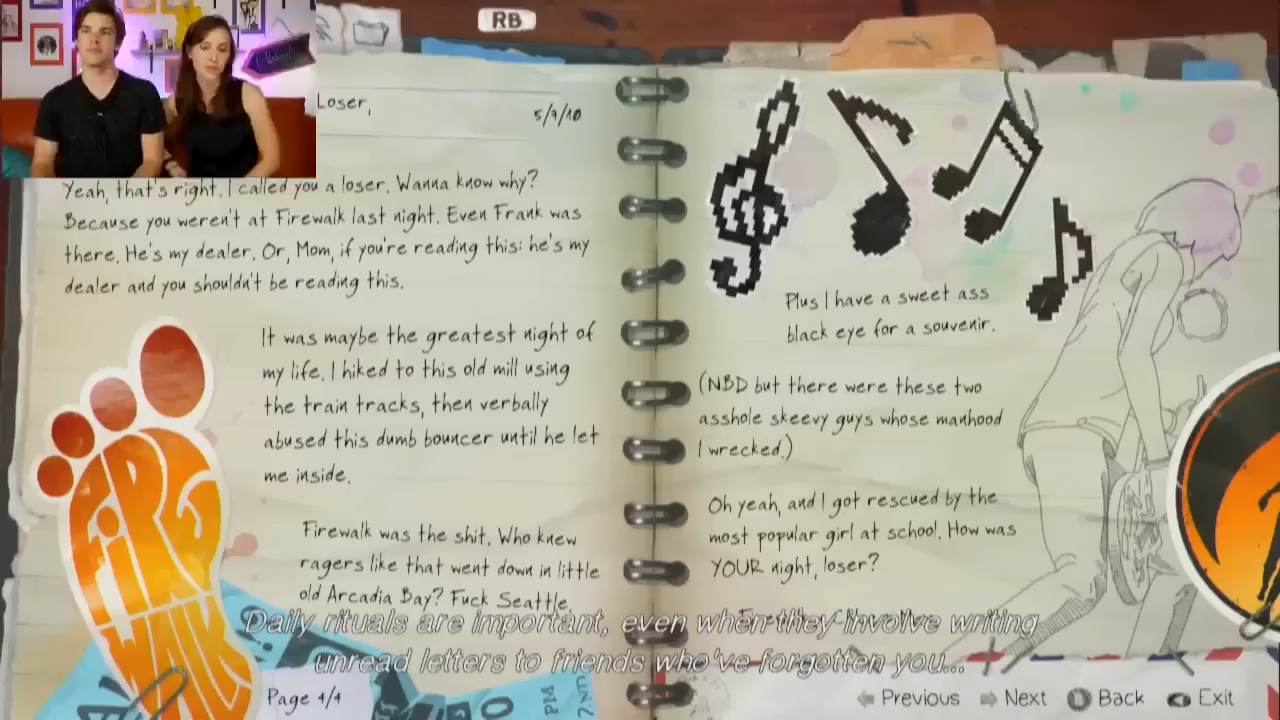 RB
Loser,
5/7/10
Yeah, that's right. I called you a loser. Wanna know why?
Because you weren't at Firewalk last night. Even Frank was
there. He's my dealer. Or, Mom, if you're reading this: he's my
dealer and you shouldn't be reading this.
It was maybe the greatest night of
my life. I hiked to this old mill using
the train tracks, then verbally
abused this dumb bouncer until he let
me inside.
Firewalk was the shit. Who knew
ragers like that went down in little
old Arcadia Bay? Fuck Seattle.
FIRE
WALK
Plus I have a sweet ass
black eye for a souvenir.
(NBD but there were these two
asshole skeevy guys whose manhood
I wrecked.)
Oh yeah, and I got rescued by the
most popular girl at school. How was
YOUR night, loser?
Daily rituals are important, even when they involve writing
unread letters to friends who've forgotten you...
PM
Page 4/4
Previous Next Back Exit